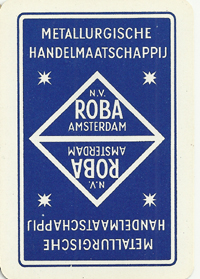 METALLURGISCHE
HANDELMAATSCHAPPIJ
N.V.
ROBA
AMSTERDAM
AMSTERDAM
ROBA
N.V.
HANDELMAATSCHAPPIJ
METALLURGISCHE